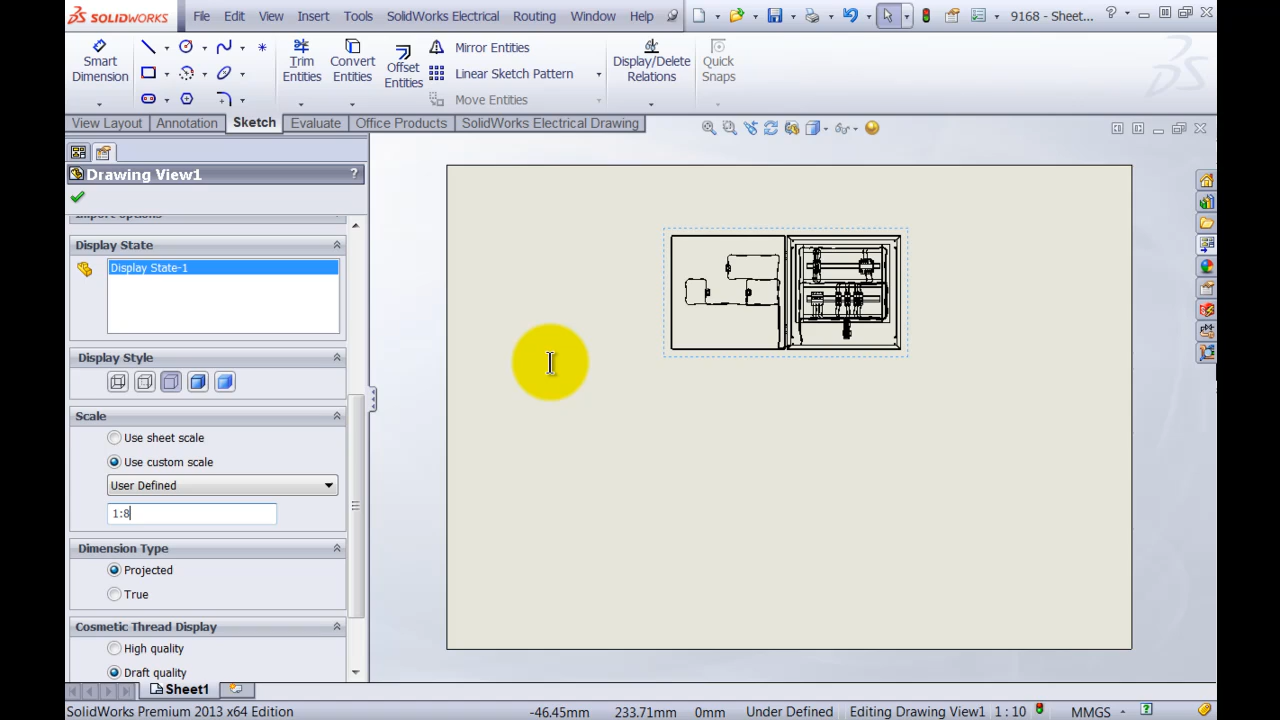 SOLIDWORKS File Edit View Insert Tools SolidWorks Electrical Routing Window Help 9168 - Sheet... ?
Smart Dimension
Trim Entities
Convert Entities
Offset Entities
Mirror Entities
Linear Sketch Pattern
Move Entities
Display/Delete Relations
Quick Snaps
View Layout Annotation Sketch Evaluate Office Products SolidWorks Electrical Drawing
Drawing View1 ?
Import Options
Display State
Display State-1
Display Style
Scale
Use sheet scale
Use custom scale
User Defined
1:8
Dimension Type
Projected
True
Cosmetic Thread Display
High quality
Draft quality
Sheet1
SolidWorks Premium 2013 x64 Edition -46.45mm 233.71mm 0mm Under Defined Editing Drawing View1 1 : 10 MMGS ?